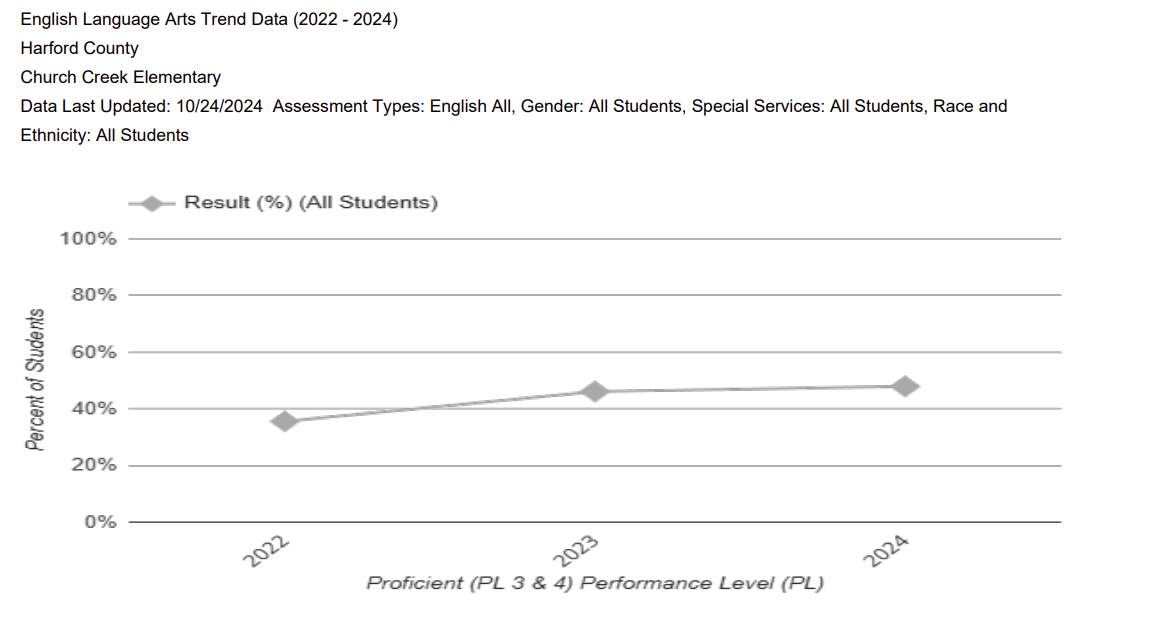 English Language Arts Trend Data (2022 - 2024)
Harford County
Church Creek Elementary
Data Last Updated: 10/24/2024  Assessment Types: English All, Gender: All Students, Special Services: All Students, Race and
Ethnicity: All Students
Result (%) (All Students)
100%
80%
60%
40%
20%
0%
Percent of Students
2022
2023
2024
Proficient (PL 3 & 4) Performance Level (PL)